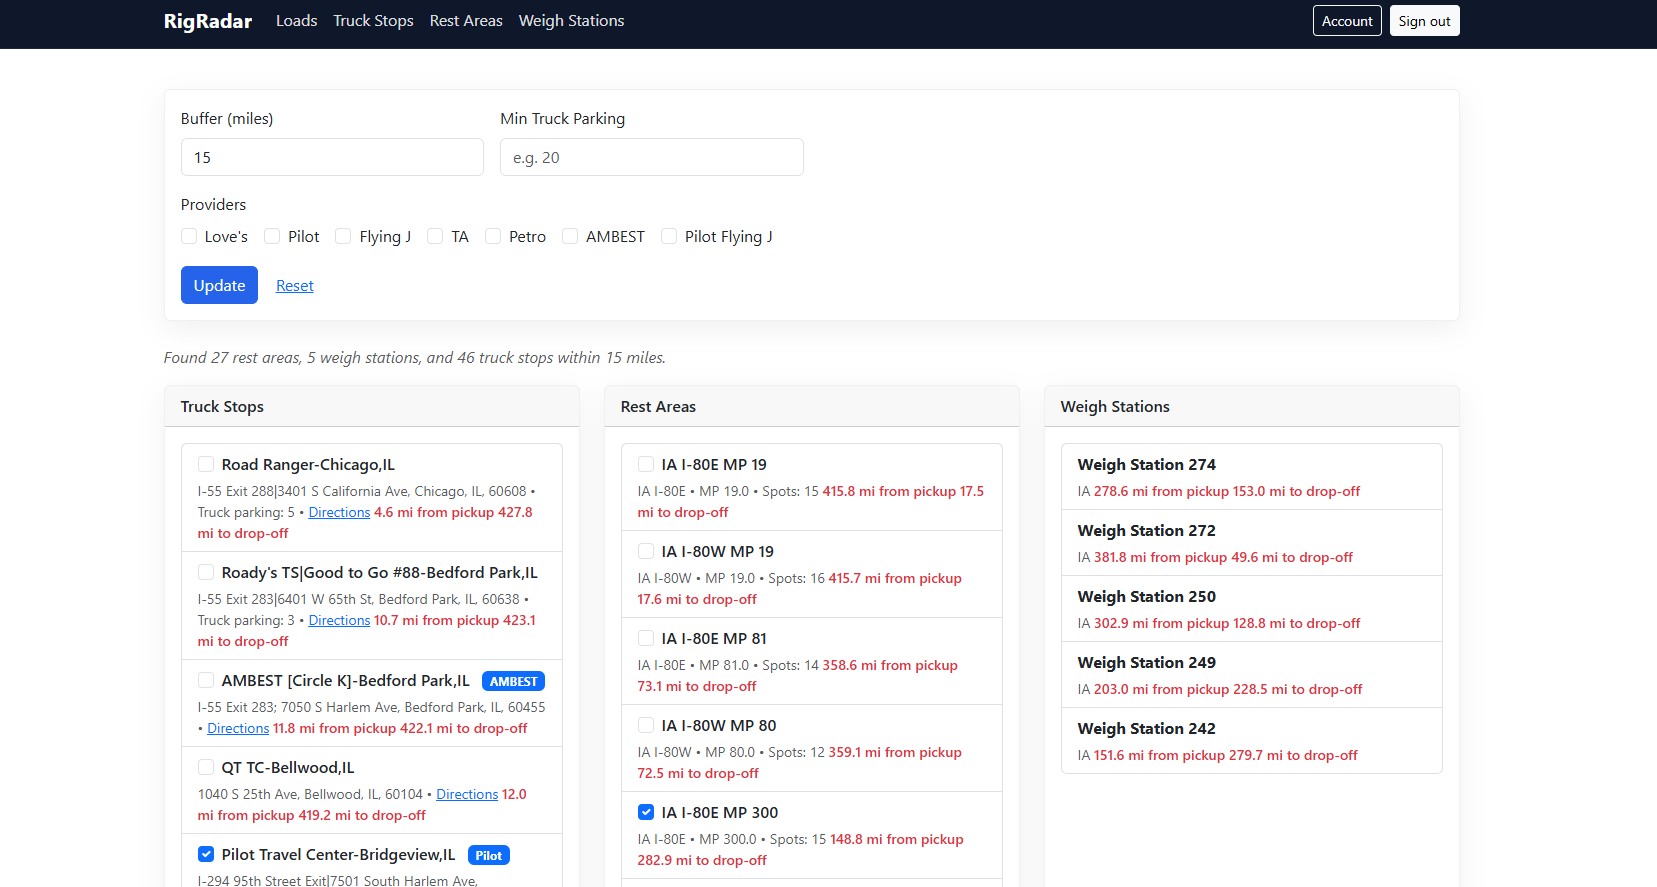 RigRadar Loads Truck Stops Rest Areas Weigh Stations Account Sign out
Buffer (miles) Min Truck Parking
15 e.g. 20
Providers
Love's Pilot Flying J TA Petro AMBEST Pilot Flying J
Update Reset
Found 27 rest areas, 5 weigh stations, and 46 truck stops within 15 miles.
Truck Stops
Road Ranger-Chicago,IL
I-55 Exit 288|3401 S California Ave, Chicago, IL, 60608 •
Truck parking: 5 • Directions 4.6 mi from pickup 427.8
mi to drop-off
Roady's TS|Good to Go #88-Bedford Park,IL
I-55 Exit 283|6401 W 65th St, Bedford Park, IL, 60638 •
Truck parking: 3 • Directions 10.7 mi from pickup 423.1
mi to drop-off
AMBEST [Circle K]-Bedford Park,IL AMBEST
I-55 Exit 283; 7050 S Harlem Ave, Bedford Park, IL, 60455
• Directions 11.8 mi from pickup 422.1 mi to drop-off
QT TC-Bellwood,IL
1040 S 25th Ave, Bellwood, IL, 60104 • Directions 12.0
mi from pickup 419.2 mi to drop-off
Pilot Travel Center-Bridgeview,IL Pilot
I-294 95th Street Exit|7501 South Harlem Ave,
Rest Areas
IA I-80E MP 19
IA I-80E • MP 19.0 • Spots: 15 415.8 mi from pickup 17.5
mi to drop-off
IA I-80W MP 19
IA I-80W • MP 19.0 • Spots: 16 415.7 mi from pickup
17.6 mi to drop-off
IA I-80E MP 81
IA I-80E • MP 81.0 • Spots: 14 358.6 mi from pickup
73.1 mi to drop-off
IA I-80W MP 80
IA I-80W • MP 80.0 • Spots: 12 359.1 mi from pickup
72.5 mi to drop-off
IA I-80E MP 300
IA I-80E • MP 300.0 • Spots: 15 148.8 mi from pickup
282.9 mi to drop-off
Weigh Stations
Weigh Station 274
IA 278.6 mi from pickup 153.0 mi to drop-off
Weigh Station 272
IA 381.8 mi from pickup 49.6 mi to drop-off
Weigh Station 250
IA 302.9 mi from pickup 128.8 mi to drop-off
Weigh Station 249
IA 203.0 mi from pickup 228.5 mi to drop-off
Weigh Station 242
IA 151.6 mi from pickup 279.7 mi to drop-off